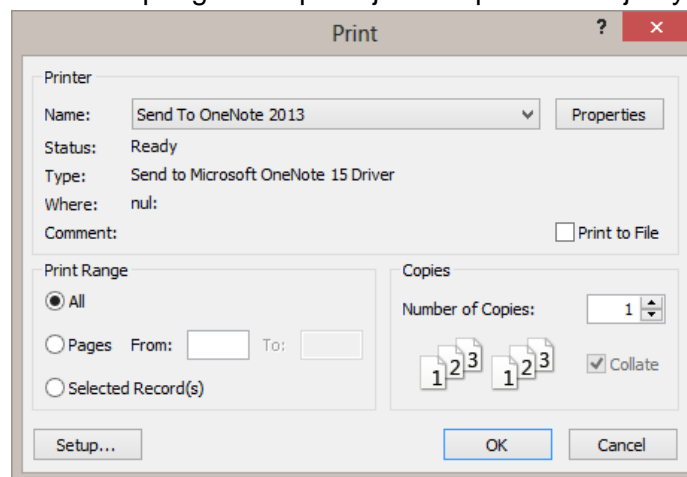 Print
?
Printer
Name: Send To OneNote 2013 Properties
Status: Ready
Type: Send to Microsoft OneNote 15 Driver
Where: nul:
Comment: Print to File
Print Range
All
Pages From: To:
Selected Record(s)
Copies
Number of Copies: 1
1 2 3 1 2 3
Collate
Setup... OK Cancel